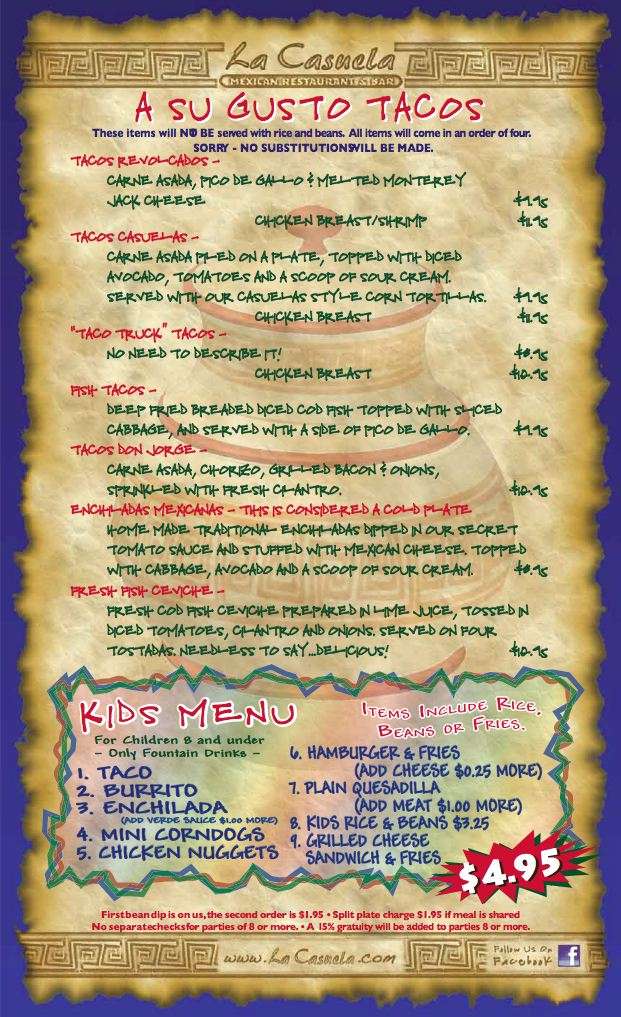 La Casuela
MEXICAN RESTAURANT & BAR
A SU GUSTO TACOS
These items will NOT BE served with rice and beans. All items will come in an order of four.
SORRY - NO SUBSTITUTIONS WILL BE MADE.
TACOS REVOLCADOS -
CARNE ASADA, PICO DE GALLO & MELTED MONTEREY
JACK CHEESE $9.95
CHICKEN BREAST/SHRIMP $11.95
TACOS CASUELAS -
CARNE ASADA PILED ON A PLATE, TOPPED WITH DICED
AVOCADO, TOMATOES AND A SCOOP OF SOUR CREAM.
SERVED WITH OUR CASUELAS STYLE CORN TORTILLAS. $9.95
CHICKEN BREAST $11.95
"TACO TRUCK" TACOS -
NO NEED TO DESCRIBE IT! $8.95
CHICKEN BREAST $10.95
FISH TACOS -
DEEP FRIED BREADED DICED COD FISH TOPPED WITH SLICED
CABBAGE, AND SERVED WITH A SIDE OF PICO DE GALLO. $9.95
TACOS DON JORGE -
CARNE ASADA, CHORIZO, GRILLED BACON & ONIONS,
SPRINKLED WITH FRESH CILANTRO. $10.95
ENCHILADAS MEXICANAS - THIS IS CONSIDERED A COLD PLATE
HOME MADE TRADITIONAL ENCHILADAS DIPPED IN OUR SECRET
TOMATO SAUCE AND STUFFED WITH MEXICAN CHEESE. TOPPED
WITH CABBAGE, AVOCADO AND A SCOOP OF SOUR CREAM. $8.95
FRESH FISH CEVICHE -
FRESH COD FISH CEVICHE PREPARED IN LIME JUICE, TOSSED IN
DICED TOMATOES, CILANTRO AND ONIONS. SERVED ON FOUR
TOSTADAS. NEEDLESS TO SAY...DELICIOUS! $10.95
KIDS MENU
For Children 8 and under
- Only Fountain Drinks -
1. TACO
2. BURRITO
3. ENCHILADA
(ADD VERDE SAUCE $1.00 MORE)
4. MINI CORNDOGS
5. CHICKEN NUGGETS
ITEMS INCLUDE RICE,
BEANS OR FRIES.
6. HAMBURGER & FRIES
(ADD CHEESE $0.25 MORE)
7. PLAIN QUESADILLA
(ADD MEAT $1.00 MORE)
8. KIDS RICE & BEANS $3.25
9. GRILLED CHEESE
SANDWICH & FRIES
$4.95
First bean dip is on us, the second order is $1.95 • Split plate charge $1.95 if meal is shared
No separate checks for parties of 8 or more. • A 15% gratuity will be added to parties 8 or more.
www.La Casuela.com
Follow Us On
Facebook
f